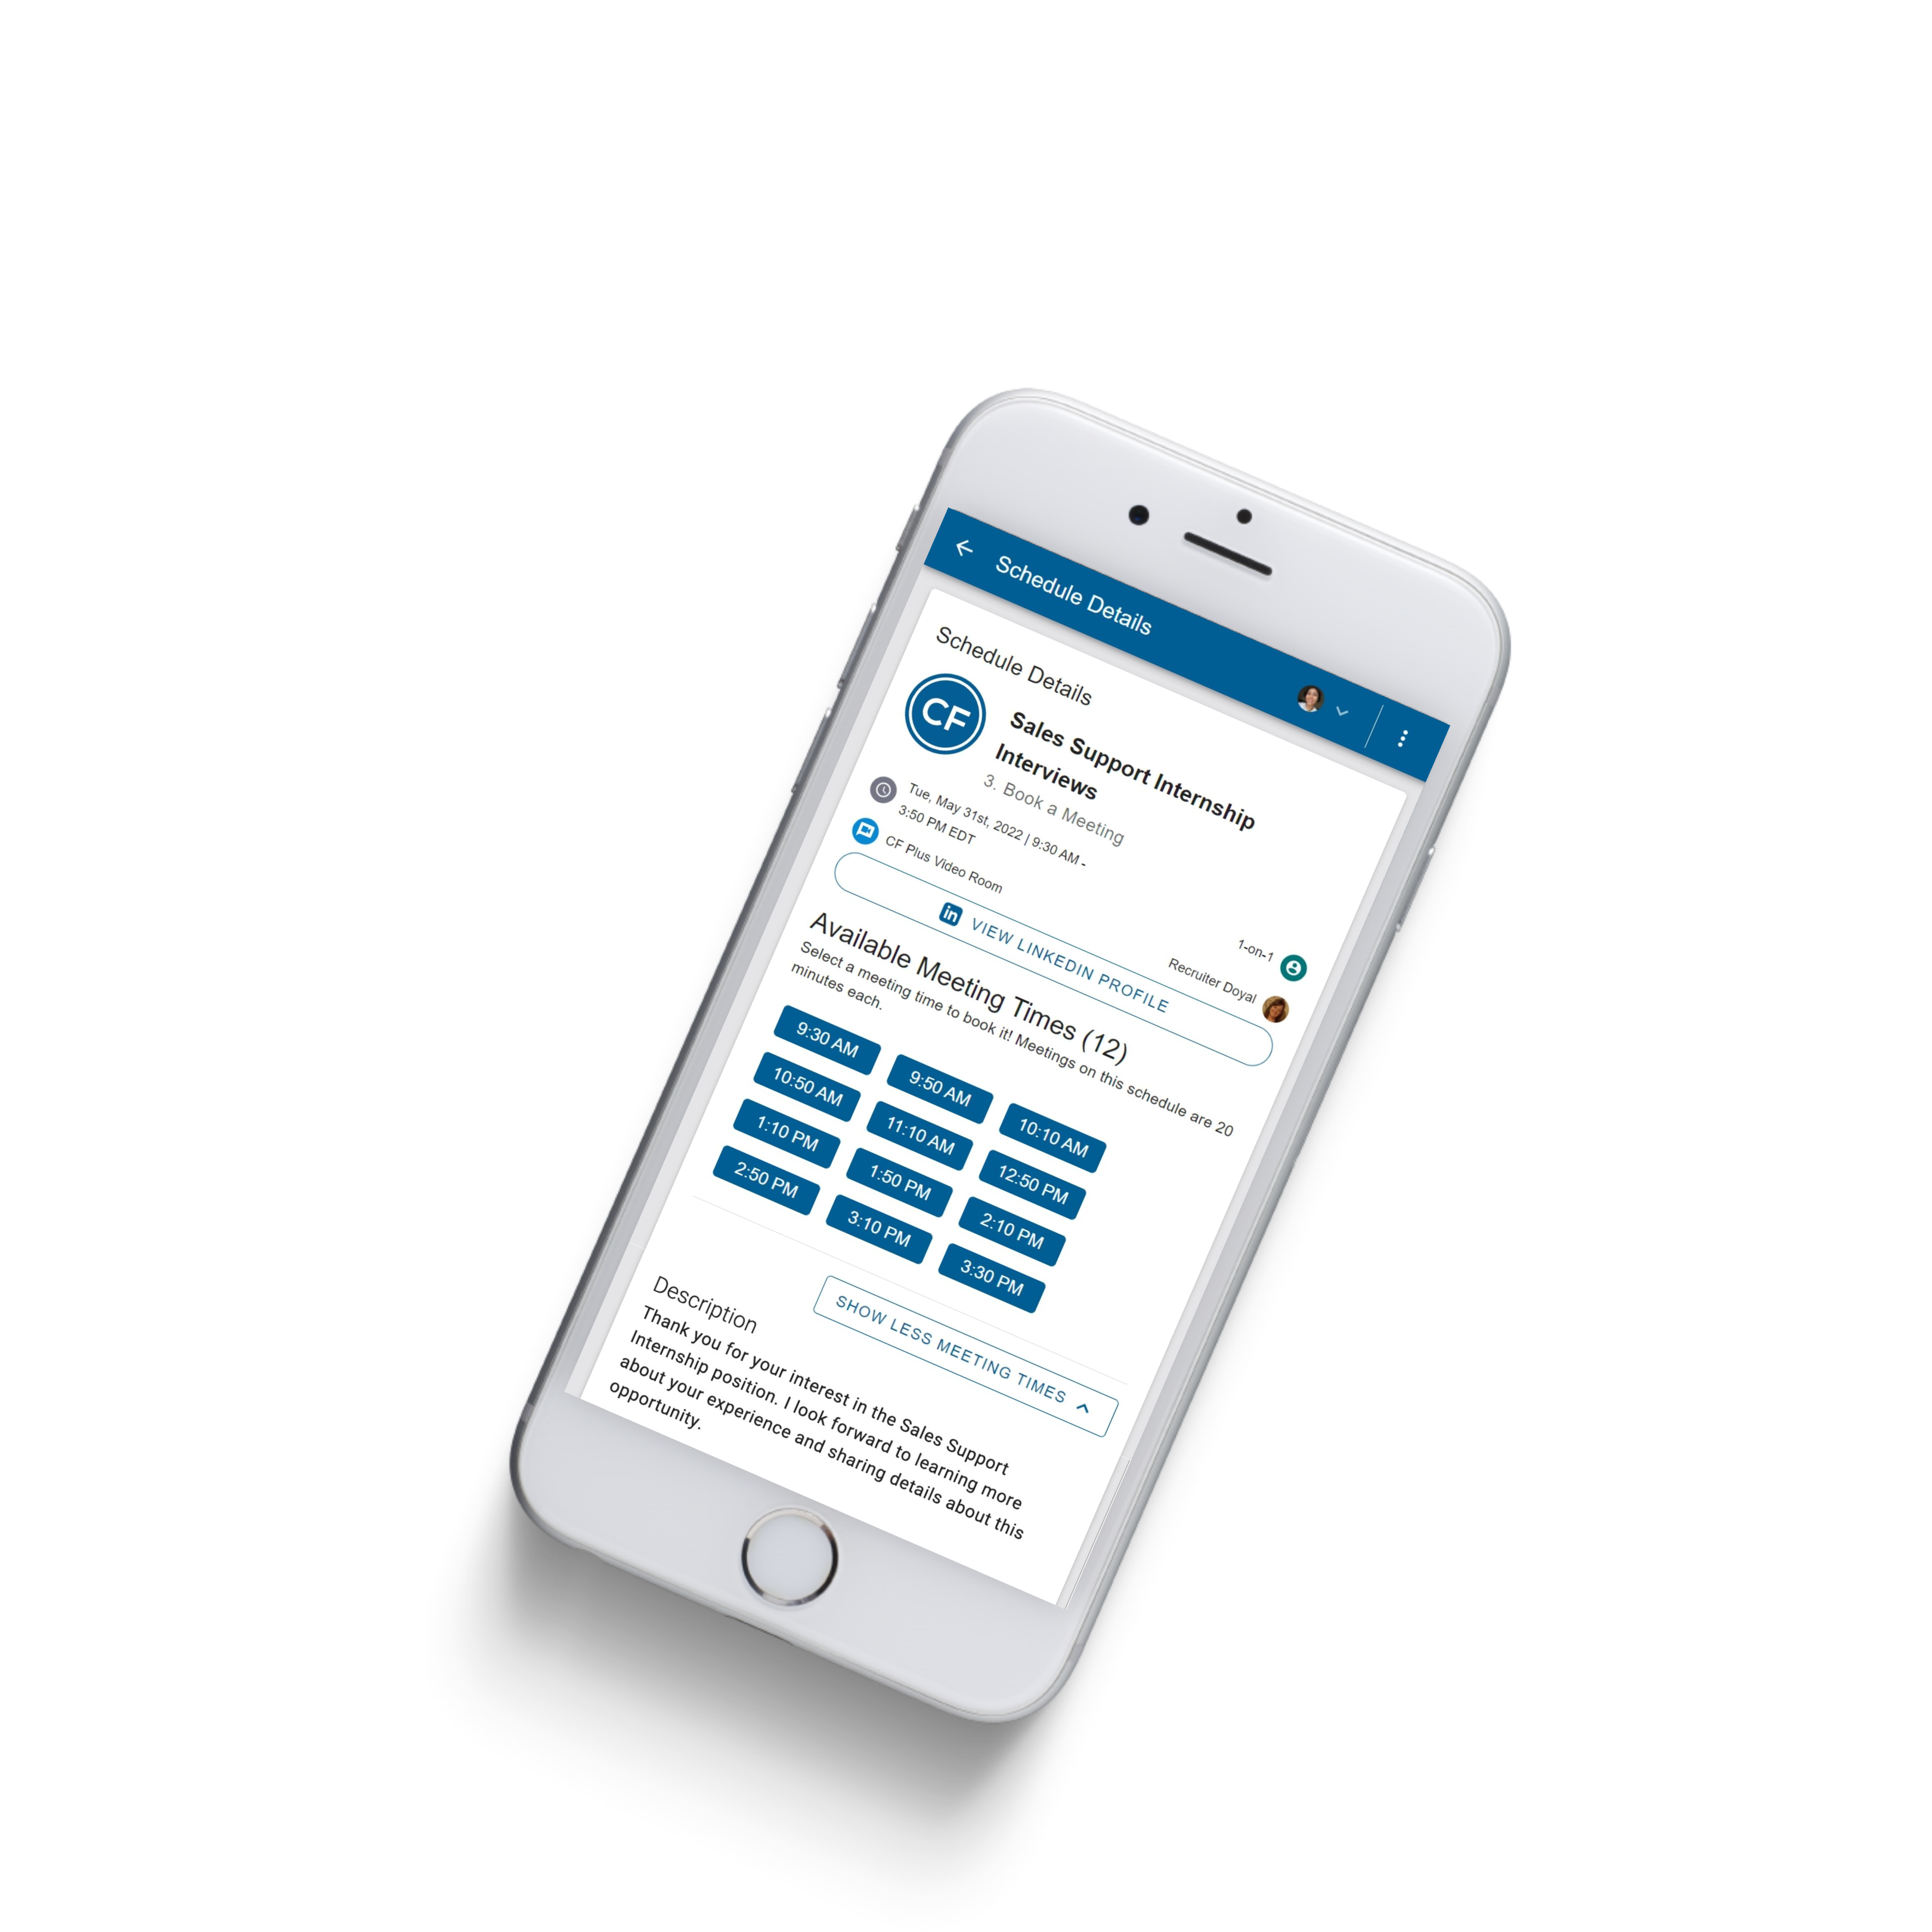 Schedule Details
Schedule Details
CF
Sales Support Internship
Interviews
3. Book a Meeting
Tue, May 31st, 2022 | 9:30 AM -
3:50 PM EDT
CF Plus Video Room
1-on-1
Recruiter Doyal
in VIEW LINKEDIN PROFILE
Available Meeting Times (12)
Select a meeting time to book it! Meetings on this schedule are 20
minutes each.
9:30 AM 9:50 AM 10:10 AM
10:50 AM 11:10 AM 12:50 PM
1:10 PM 1:50 PM 2:10 PM
2:50 PM 3:10 PM 3:30 PM
SHOW LESS MEETING TIMES
Description
Thank you for your interest in the Sales Support
Internship position. I look forward to learning more
about your experience and sharing details about this
opportunity.